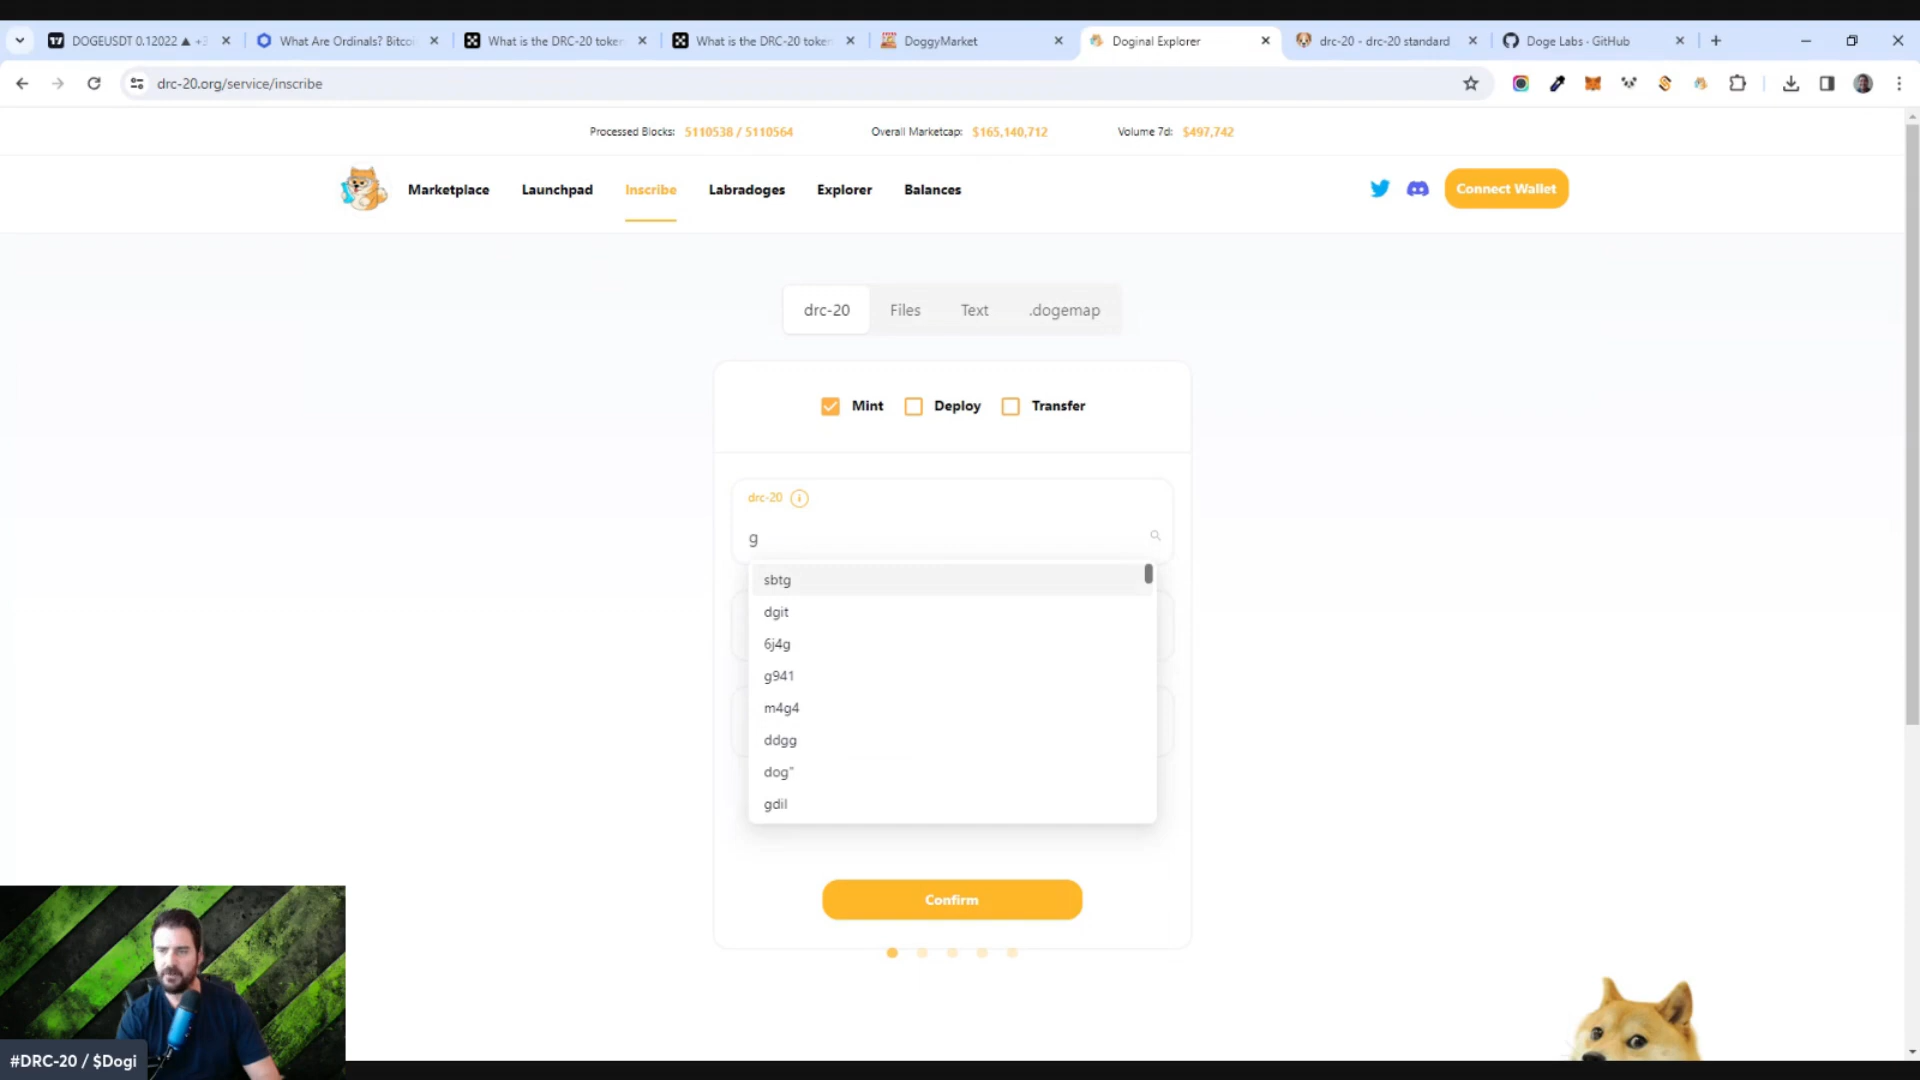 DOGEUSDT 0.12022 ▲ +3
What Are Ordinals? Bitcoi
What is the DRC-20 token
What is the DRC-20 token
DoggyMarket
Doginal Explorer
drc-20 - drc-20 standard
Doge Labs · GitHub
drc-20.org/service/inscribe
Processed Blocks: 5110538 / 5110564
Overall Marketcap: $165,140,712
Volume 7d: $497,742
Marketplace
Launchpad
Inscribe
Labradoges
Explorer
Balances
Connect Wallet
drc-20
Files
Text
.dogemap
Mint
Deploy
Transfer
drc-20
g
sbtg
dgit
6j4g
g941
m4g4
ddgg
dog"
gdil
Confirm
#DRC-20 / $Dogi